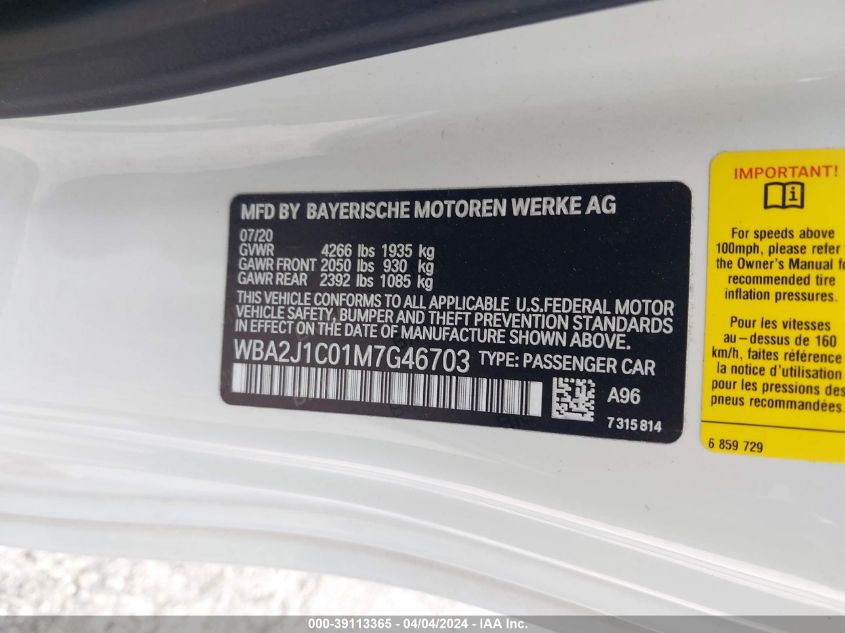 MFD BY BAYERISCHE MOTOREN WERKE AG
07/20
GVWR 4266 lbs 1935 kg
GAWR FRONT 2050 lbs 930 kg
GAWR REAR 2392 lbs 1085 kg
THIS VEHICLE CONFORMS TO ALL APPLICABLE U.S.FEDERAL MOTOR
VEHICLE SAFETY, BUMPER AND THEFT PREVENTION STANDARDS
IN EFFECT ON THE DATE OF MANUFACTURE SHOWN ABOVE.
WBA2J1C01M7G46703 TYPE: PASSENGER CAR
A96
7 315 814
IMPORTANT!
For speeds above
100mph, please refer
the Owner's Manual fo
recommended tire
inflation pressures.
Pour les vitesses
au-dessus de 160
km/h, faites référence
la notice d'utilisation
pour les pressions des
pneus recommandées.
6 859 729
000-39113365 - 04/04/2024 - IAA Inc.